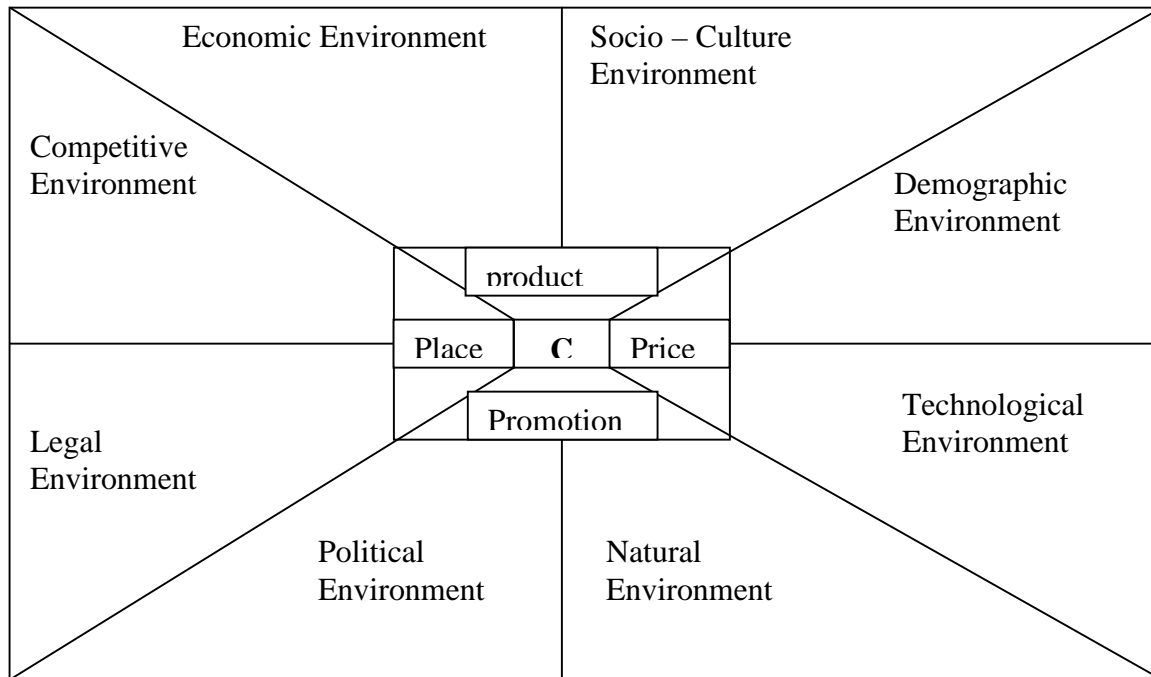 Economic Environment
Socio – Culture
Environment
Competitive
Environment
Demographic
Environment
product
Place
C
Price
Promotion
Legal
Environment
Technological
Environment
Political
Environment
Natural
Environment